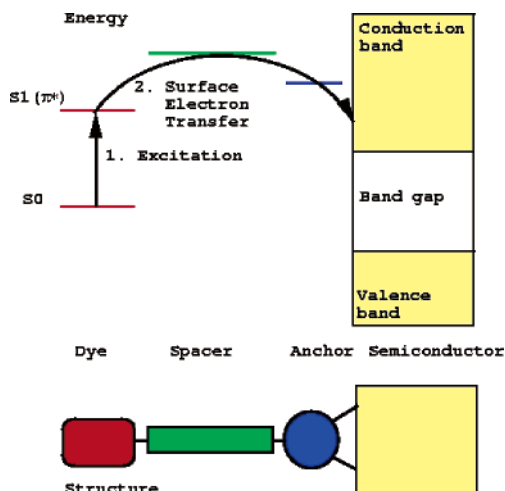 Energy
Conduction
band
S1 (π*)
2. Surface
Electron
Transfer
1. Excitation
S0
Band gap
Valence
band
Dye Spacer Anchor Semiconductor
Structure